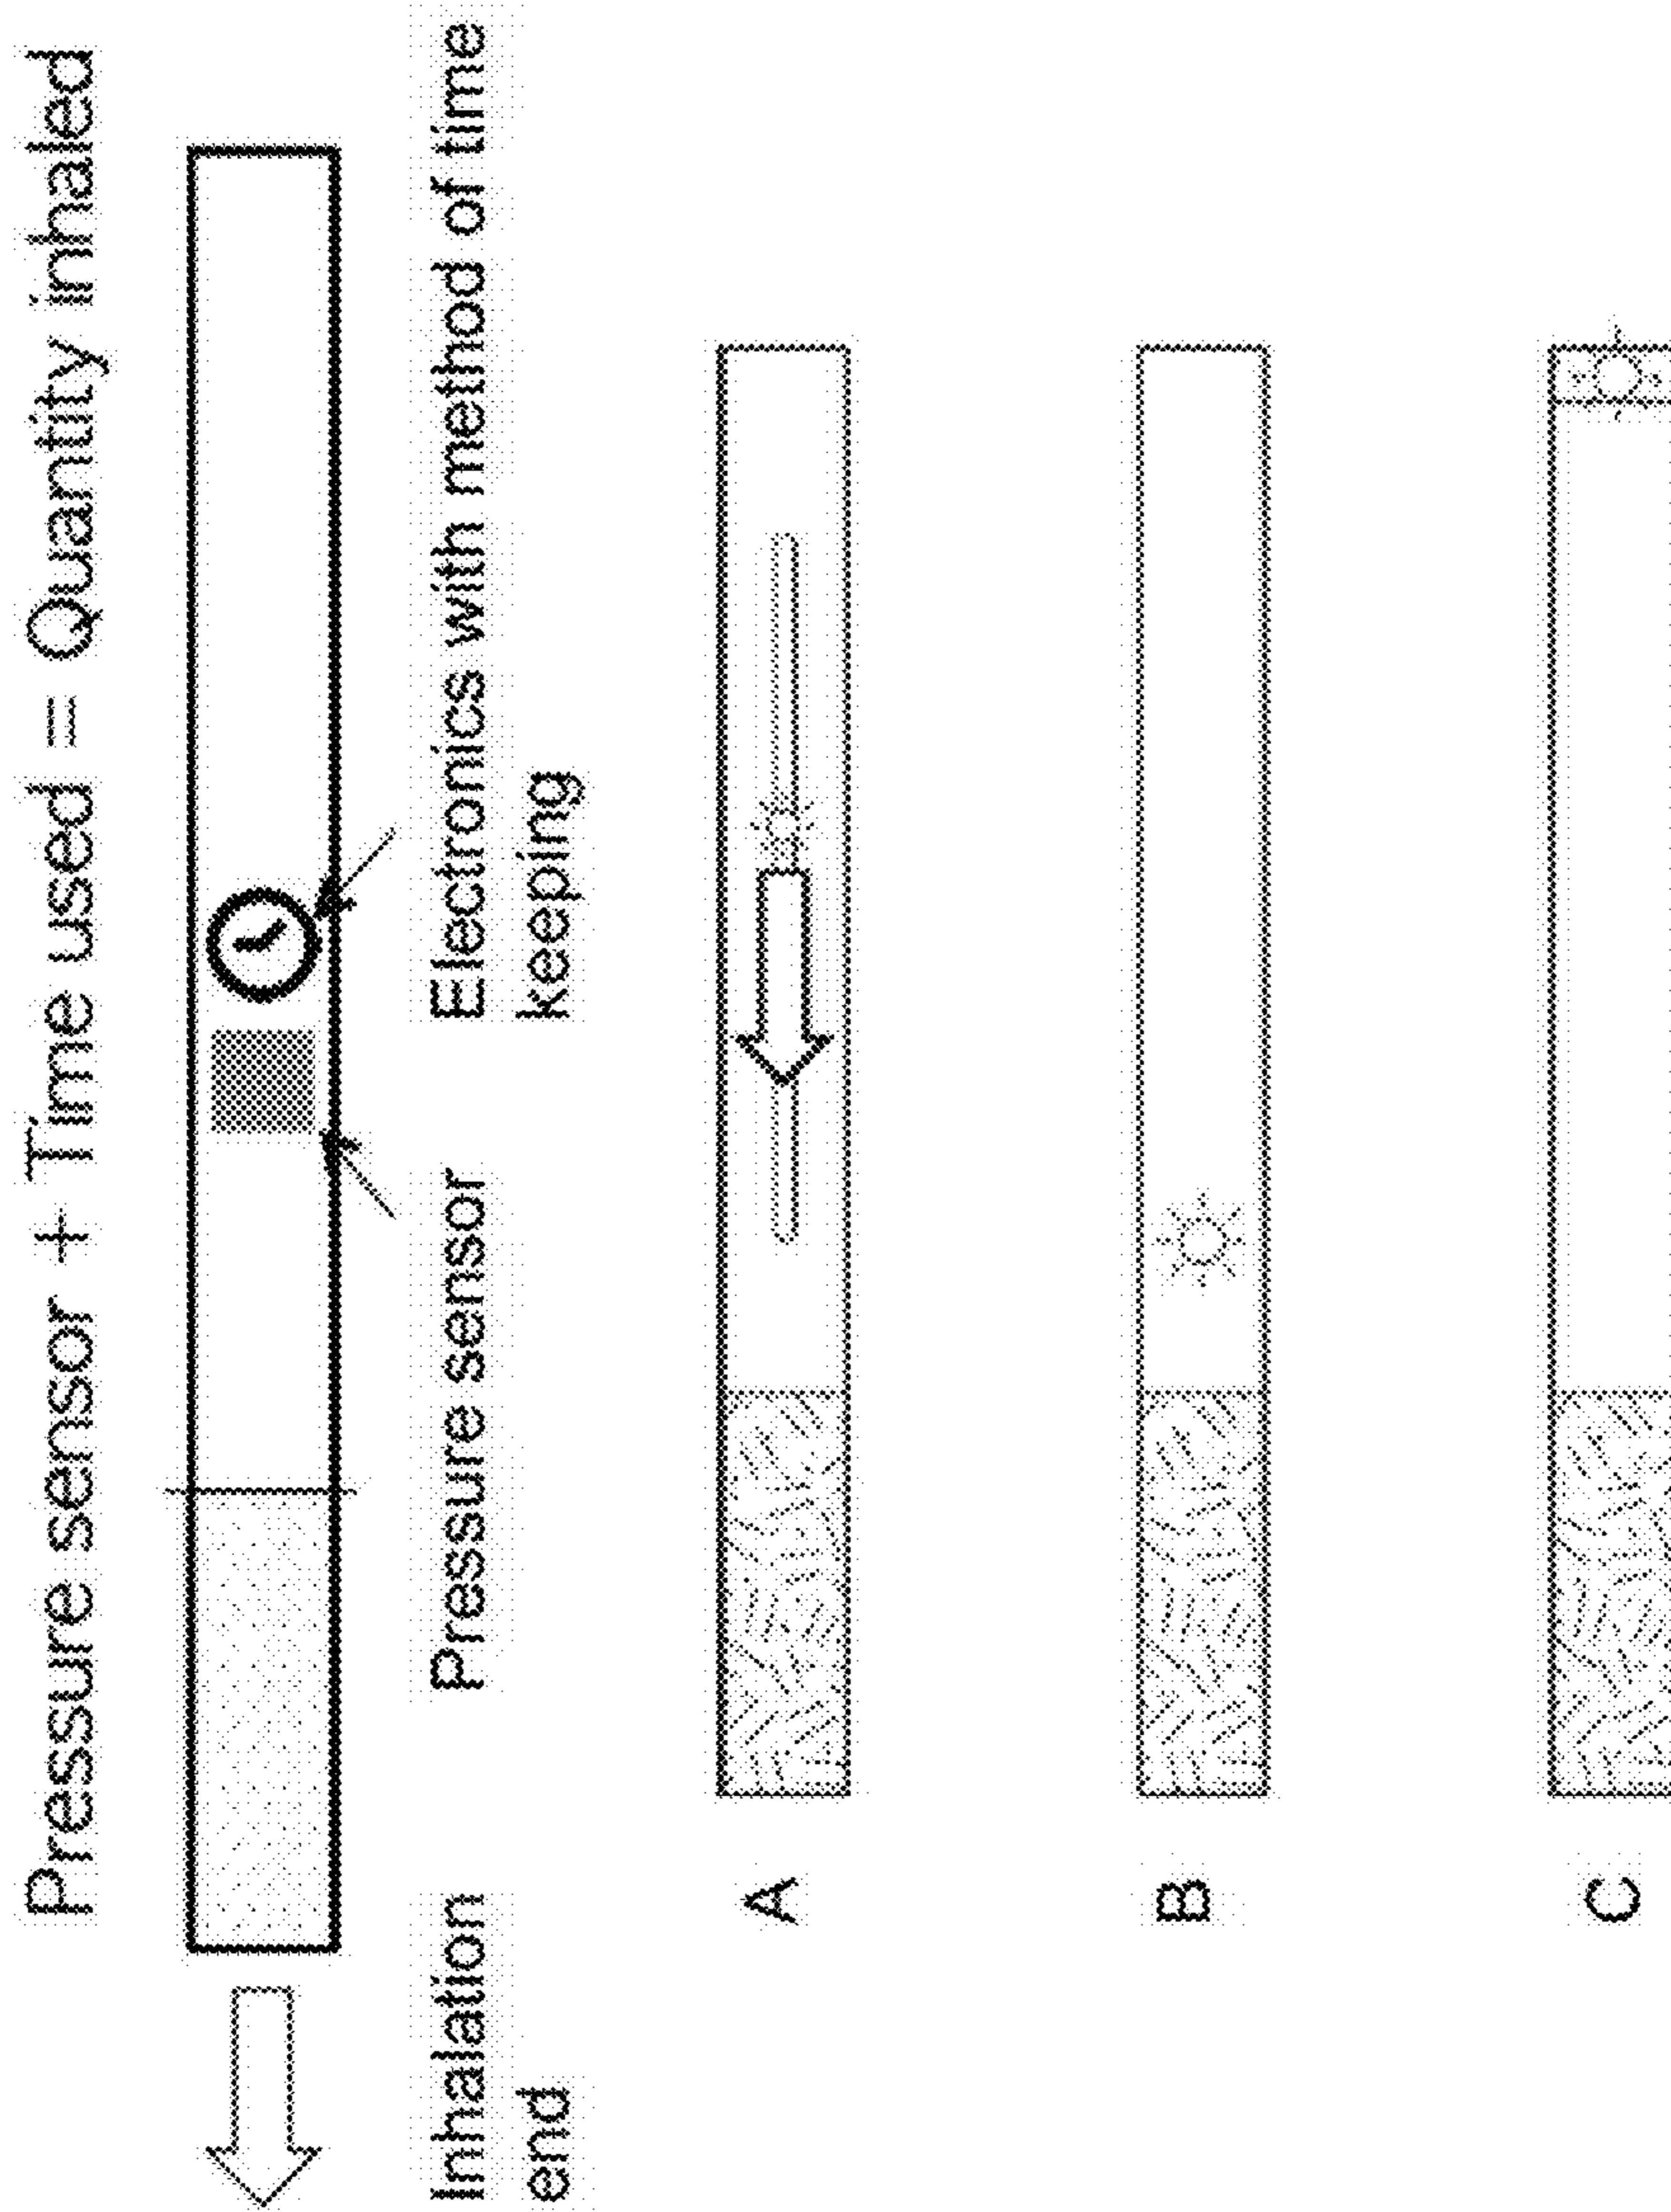 Pressure sensor + Time used = Quantity inhaled
Inhalation
end
Pressure sensor
Electronics with method of time
keeping
A
B
C